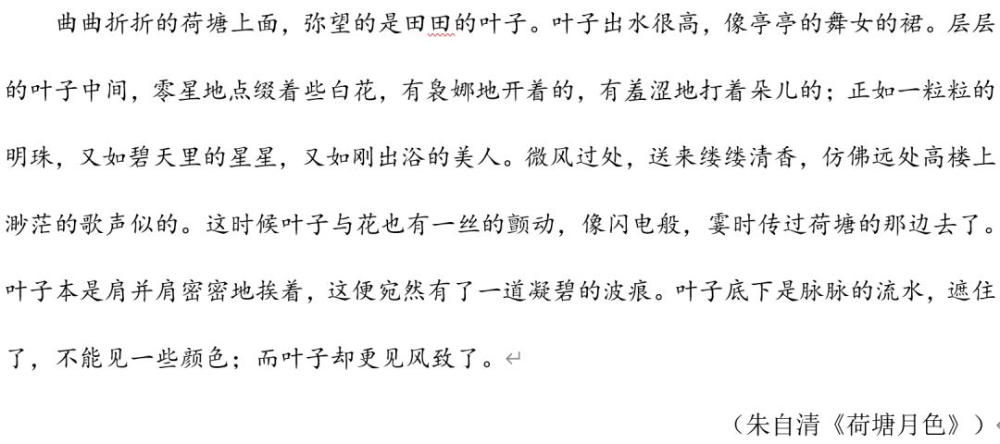 曲曲折折的荷塘上面，弥望的是田田的叶子。叶子出水很高，像亭亭的舞女的裙。层层
的叶子中间，零星地点缀着些白花，有袅娜地开着的，有羞涩地打着朵儿的；正如一粒粒的
明珠，又如碧天里的星星，又如刚出浴的美人。微风过处，送来缕缕清香，仿佛远处高楼上
渺茫的歌声似的。这时候叶子与花也有一丝的颤动，像闪电般，霎时传过荷塘的那边去了。
叶子本是肩并肩密密地挨着，这便宛然有了一道凝碧的波痕。叶子底下是脉脉的流水，遮住
了，不能见一些颜色；而叶子却更见风致了。
（朱自清《荷塘月色》）